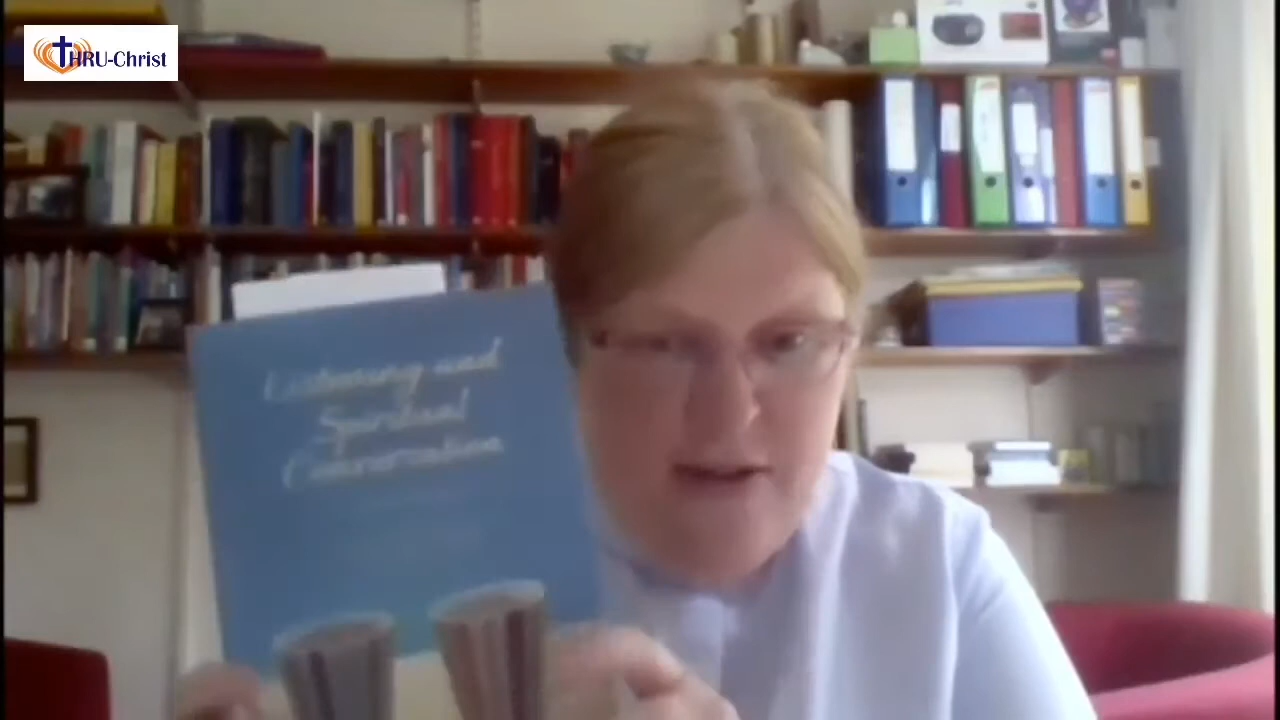 THRU-Christ
Listening and
Spiritual
Conversation